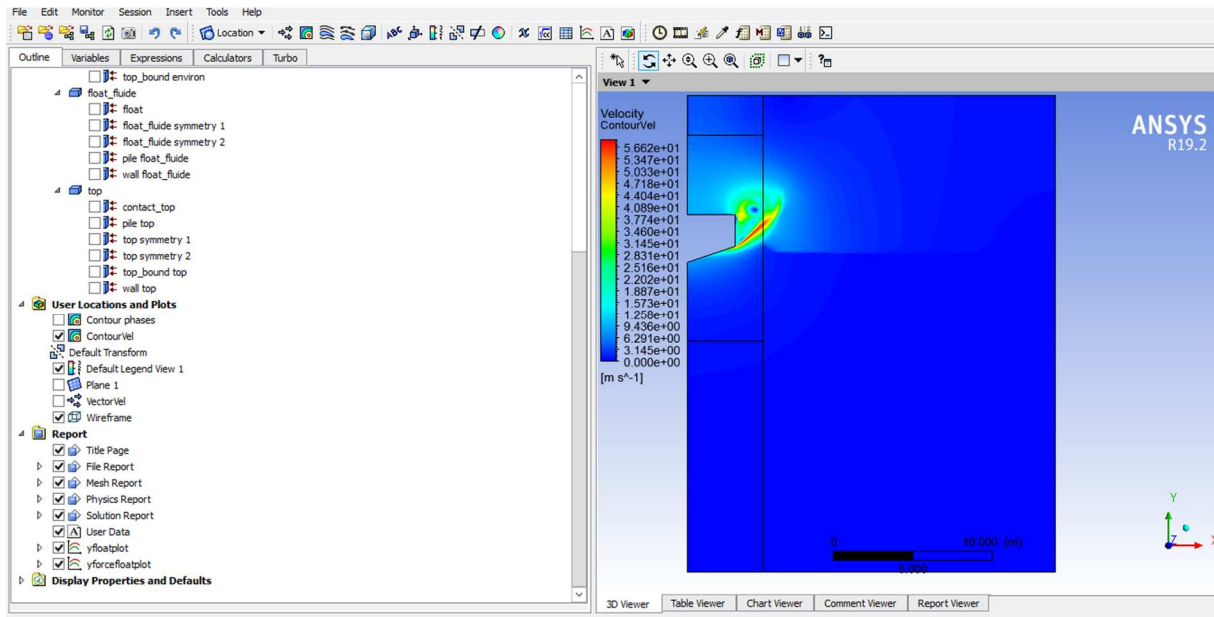 File Edit Monitor Session Insert Tools Help
Location
Outline Variables Expressions Calculators Turbo
top_bound environ
float_fluide
float
float_fluide symmetry 1
float_fluide symmetry 2
pile float_fluide
wall float_fluide
top
contact_top
pile top
top symmetry 1
top symmetry 2
top_bound top
wall top
User Locations and Plots
Contour phases
ContourVel
Default Transform
Default Legend View 1
Plane 1
VectorVel
Wireframe
Report
Title Page
File Report
Mesh Report
Physics Report
Solution Report
User Data
yfloatplot
yforcefloatplot
Display Properties and Defaults
View 1
Velocity
ContourVel
5.662e+01
5.347e+01
5.033e+01
4.718e+01
4.404e+01
4.089e+01
3.774e+01
3.460e+01
3.145e+01
2.831e+01
2.516e+01
2.202e+01
1.887e+01
1.573e+01
1.258e+01
9.436e+00
6.291e+00
3.145e+00
0.000e+00
[m s^-1]
ANSYS
R19.2
0 10.000 (m)
5.000
Y
Z X
3D Viewer Table Viewer Chart Viewer Comment Viewer Report Viewer